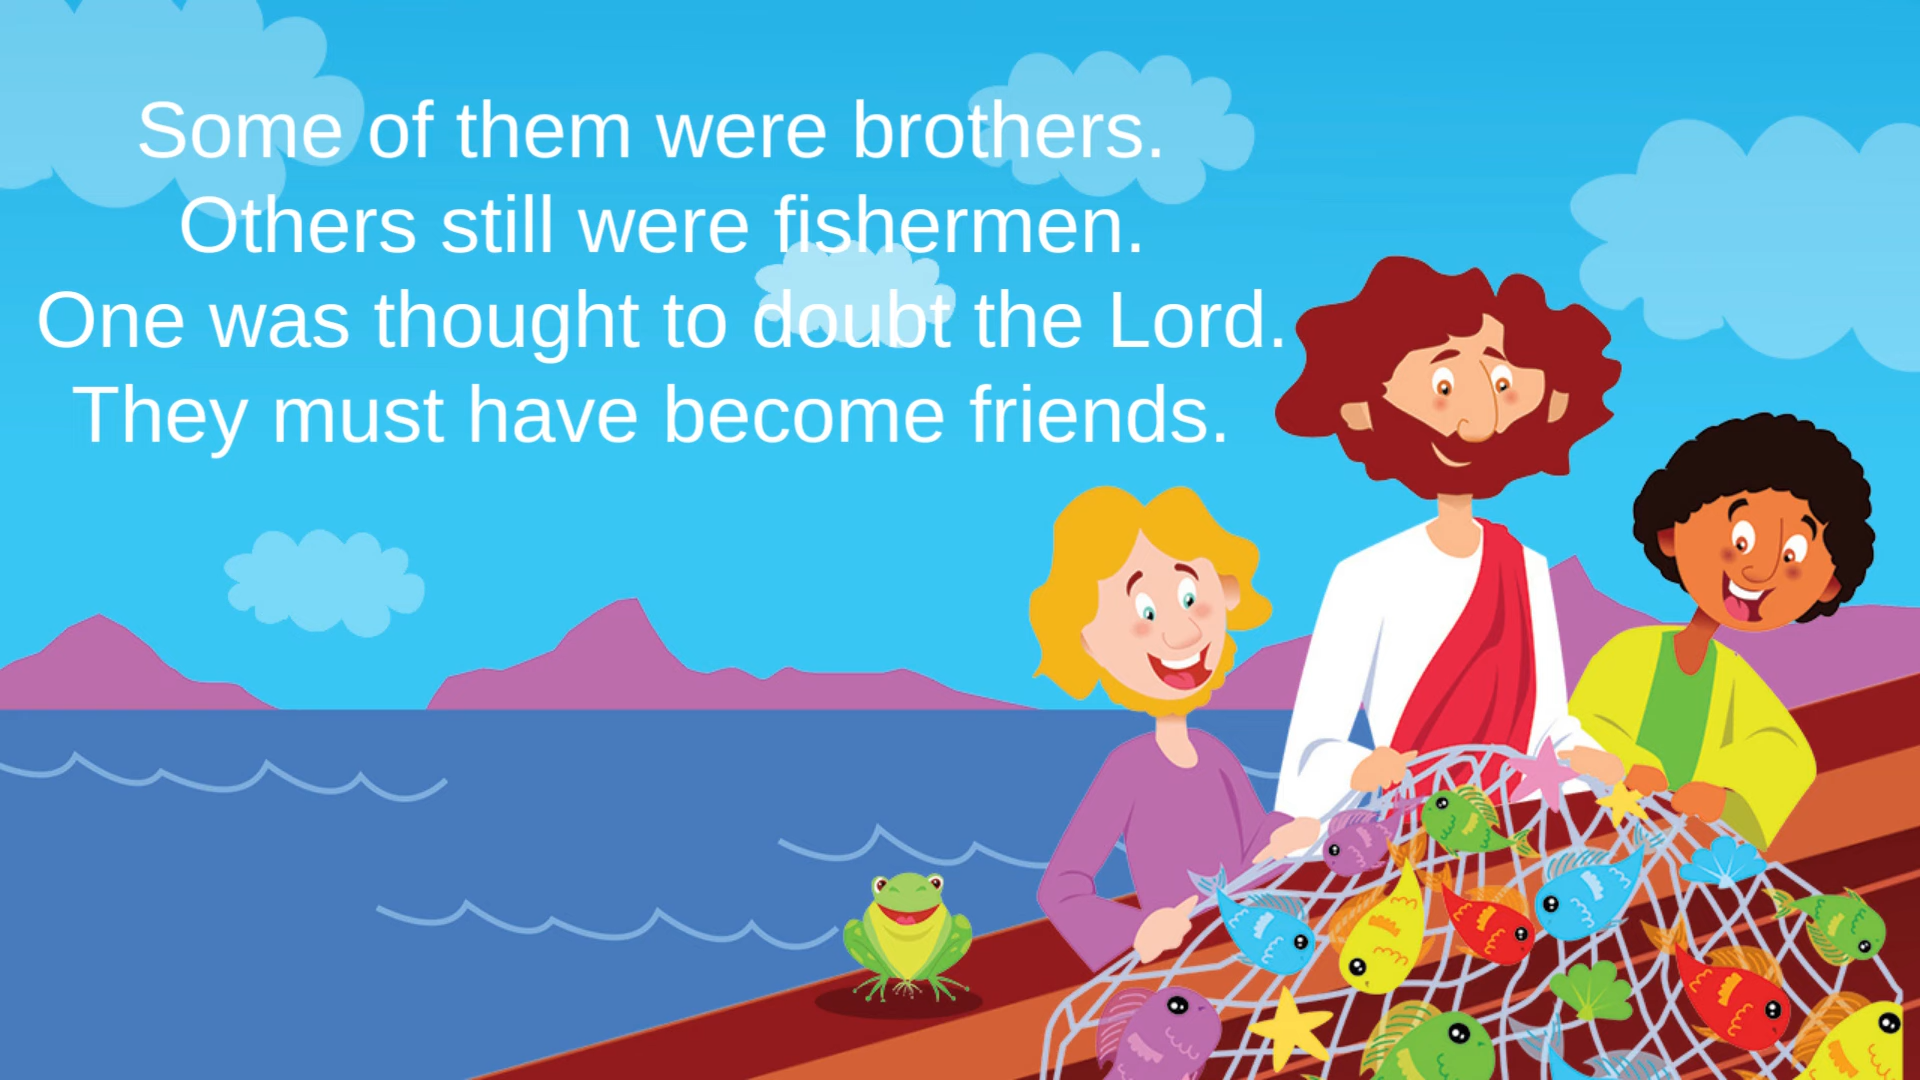 Some of them were brothers.
Others still were fishermen.
One was thought to doubt the Lord.
They must have become friends.